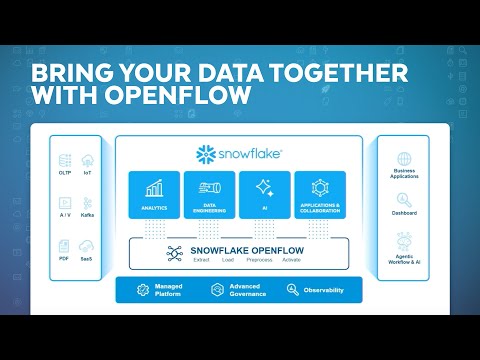 BRING YOUR DATA TOGETHER
WITH OPENFLOW
OLTP
IoT
A / V
Kafka
PDF
SaaS
snowflake®
ANALYTICS
DATA
ENGINEERING
AI
APPLICATIONS &
COLLABORATION
SNOWFLAKE OPENFLOW
Extract Load Preprocess Activate
Managed
Platform
Advanced
Governance
Observability
Business
Applications
Dashboard
Agentic
Workflow & AI